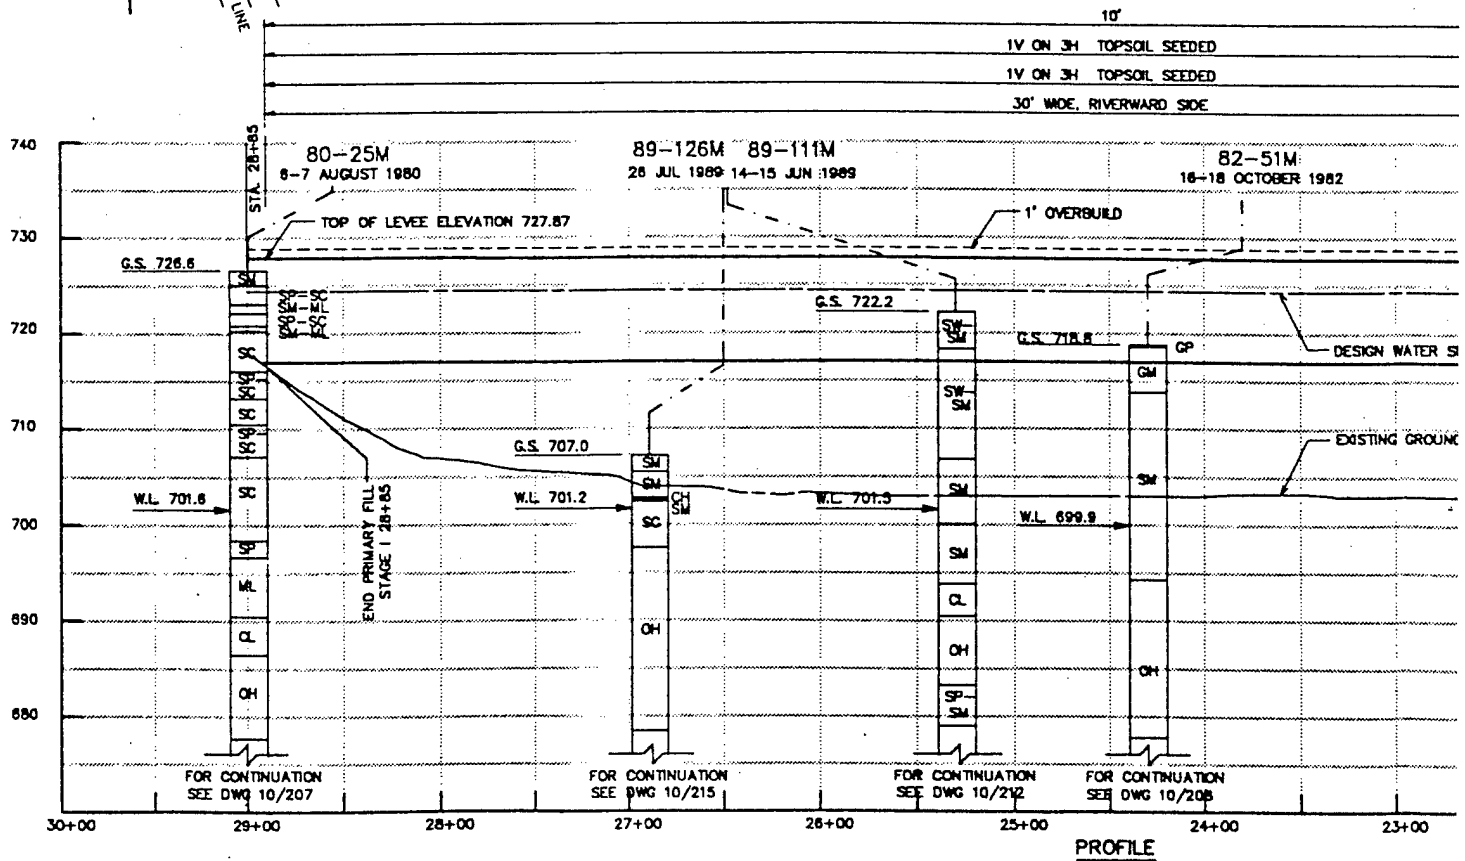 LINE
10'
1V ON 3H TOPSOIL SEEDED
1V ON 3H TOPSOIL SEEDED
30' WIDE, RIVERWARD SIDE
STA. 28+85
740
730
720
710
700
690
680
80-25M
6-7 AUGUST 1980
89-126M 89-111M
26 JUL 1989 14-15 JUN 1989
82-51M
16-18 OCTOBER 1982
TOP OF LEVEE ELEVATION 727.87
1' OVERBUILD
G.S. 726.6
SM
SC
SC
SC
SC
SC
W.L. 701.6
SC
SP
ML
CL
OH
END PRIMARY FILL
STAGE I 28+85
G.S. 707.0
SM
SM
CH
SM
W.L. 701.2
SC
OH
G.S. 722.2
SW-
SM
SW-
SM
SM
W.L. 701.3
SM
CL
OH
SP-
SM
G.S. 718.8
GP
GM
SM
W.L. 699.9
OH
DESIGN WATER
EXISTING GROUND
FOR CONTINUATION
SEE DWG 10/207
FOR CONTINUATION
SEE DWG 10/215
FOR CONTINUATION
SEE DWG 10/212
FOR CONTINUATION
SEE DWG 10/208
30+00
29+00
28+00
27+00
26+00
25+00
24+00
23+00
PROFILE